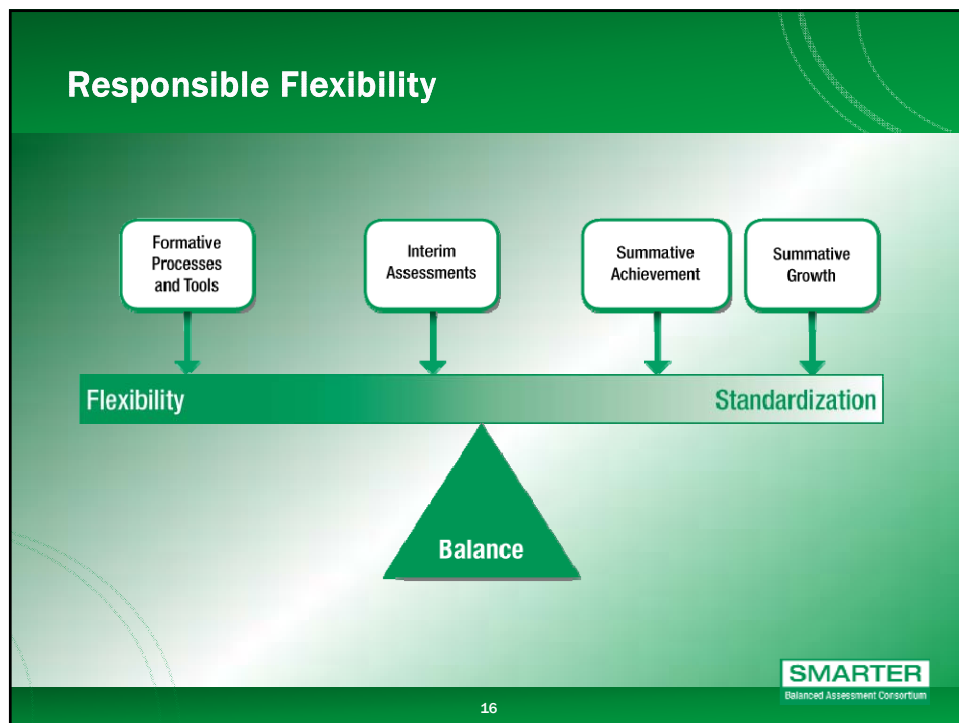 Responsible Flexibility
Formative
Processes
and Tools
Interim
Assessments
Summative
Achievement
Summative
Growth
Flexibility
Standardization
Balance
SMARTER
Balanced Assessment Consortium
16